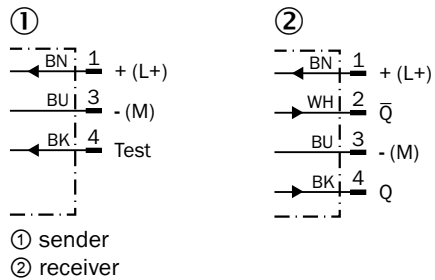 ① ②
BN 1 + (L+)
BU 3 - (M)
BK 4 Test
BN 1 + (L+)
WH 2 Q̅
BU 3 - (M)
BK 4 Q
① sender
② receiver